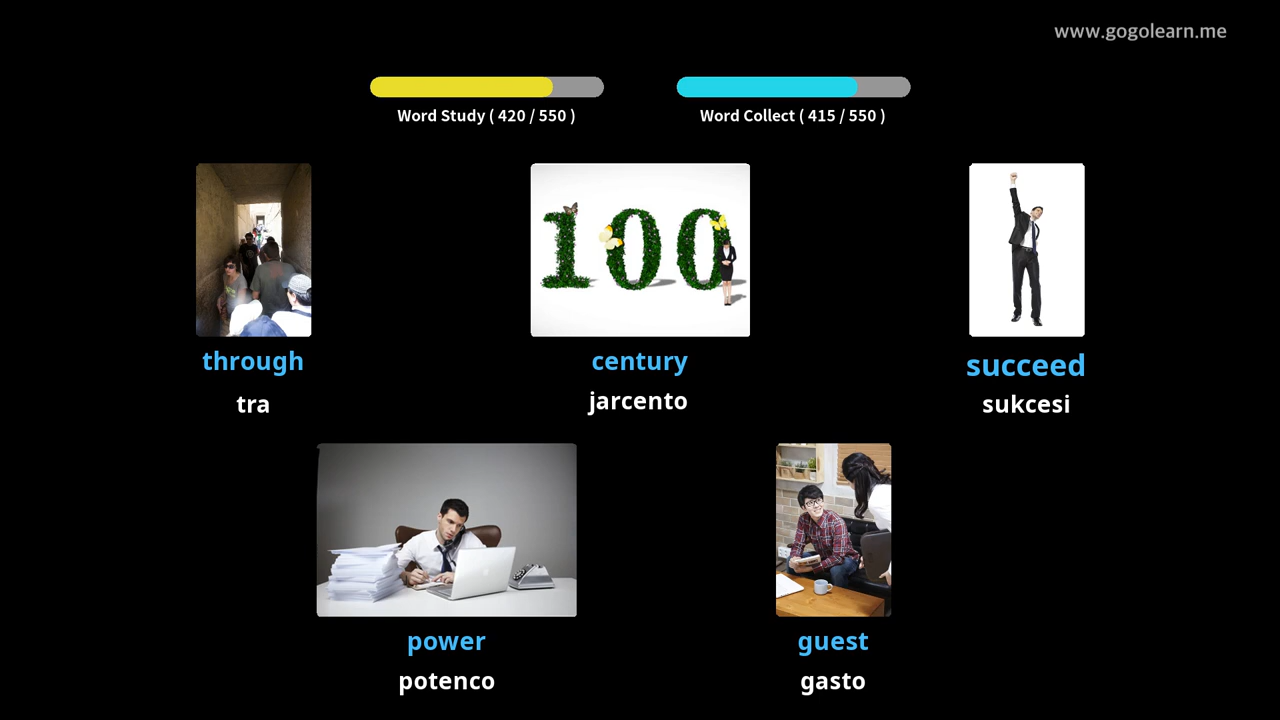 www.gogolearn.me
Word Study ( 420 / 550 )
Word Collect ( 415 / 550 )
100
through
tra
century
jarcento
succeed
sukcesi
power
potenco
guest
gasto